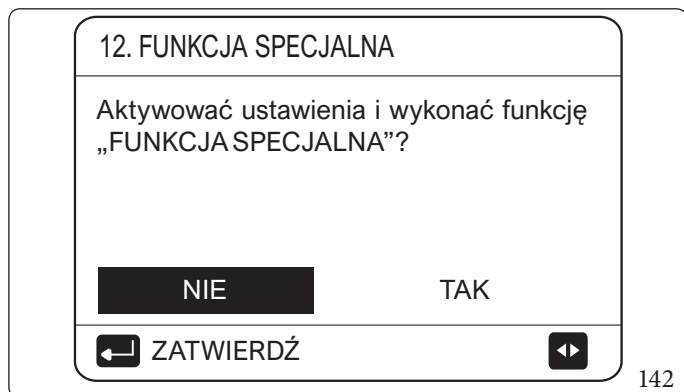 12. FUNKCJA SPECJALNA
Aktywować ustawienia i wykonać funkcję
„FUNKCJA SPECJALNA”?
NIE TAK
ZATWIERDŹ
142